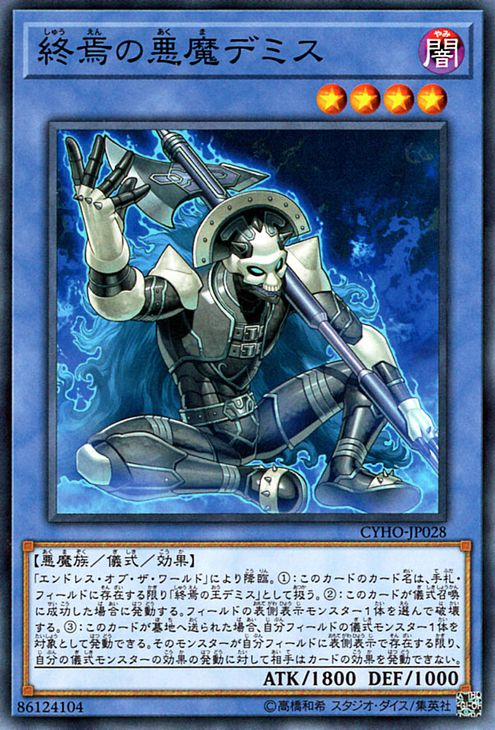 終焉の悪魔デミス
闇
CYHO-JP028
【悪魔族／儀式／効果】
「エンドレス・オブ・ザ・ワールド」により降臨。①：このカードのカード名は、手札・
フィールドに存在する限り「終焉の王デミス」として扱う。②：このカードが儀式召喚
に成功した場合に発動する。フィールドの表側表示モンスター1体を選んで破壊
する。③：このカードが墓地へ送られた場合、自分フィールドの儀式モンスター1体を
対象として発動できる。そのモンスターが自分フィールドに表側表示で存在する限り、
自分の儀式モンスターの効果の発動に対して相手はカードの効果を発動できない。
ATK/1800 DEF/1000
86124104
©高橋和希 スタジオ・ダイス/集英社